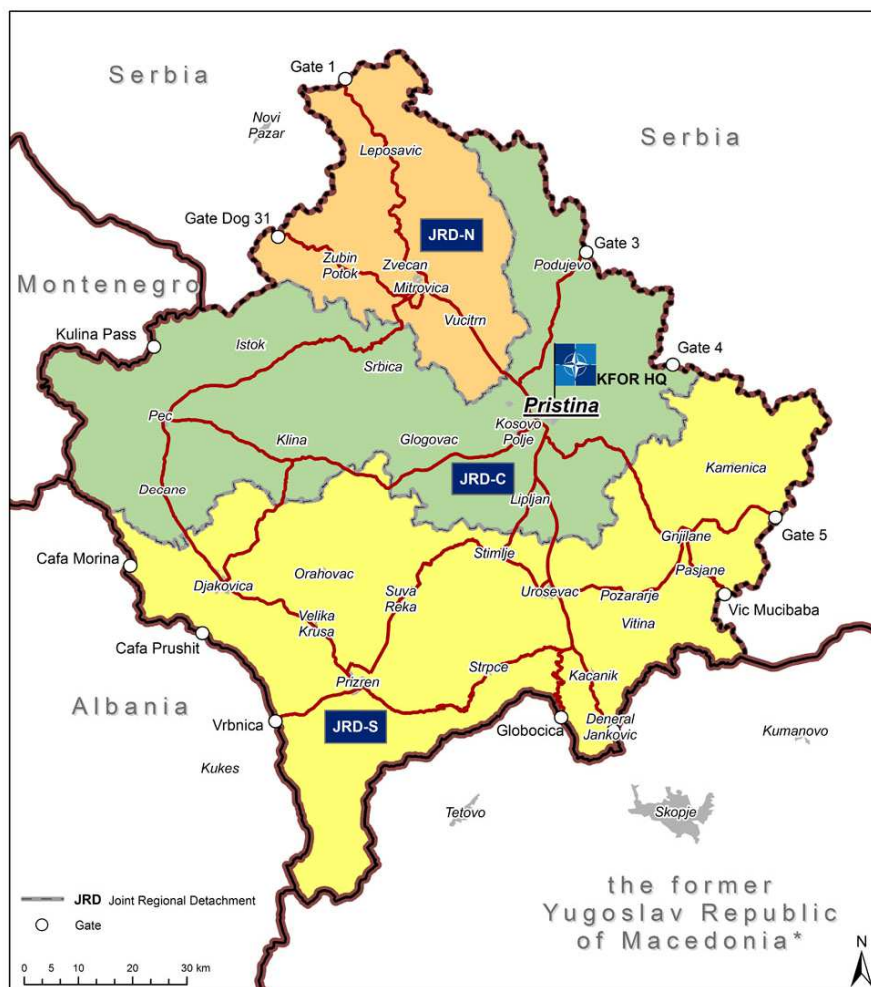 Gate 1
Serbia
Novi
Pazar
Serbia
Leposavic
Gate Dog 31
JRD-N
Gate 3
Zubin
Potok
Zvecan
Podujevo
Mitrovica
Montenegro
Vucitrn
Kulina Pass
Istok
Srbica
Gate 4
KFOR HQ
Pristina
Pec
Kosovo
Polje
Klina
Glogovac
Kamenica
JRD-C
Decane
Lipljan
Gate 5
Gnjilane
Stimlje
Cafa Morina
Pasjane
Orahovac
Djakovica
Suva
Reka
Urosevac
Pozararje
Vic Mucibaba
Velika
Krusa
Vitina
Cafa Prushit
Strpce
Kacanik
Prizren
Albania
Vrbnica
JRD-S
Globocica
Deneral
Jankovic
Kumanovo
Kukes
Tetovo
Skopje
the former
Yugoslav Republic
of Macedonia*
JRD Joint Regional Detachment
Gate
0 5 10 20 30 km
N